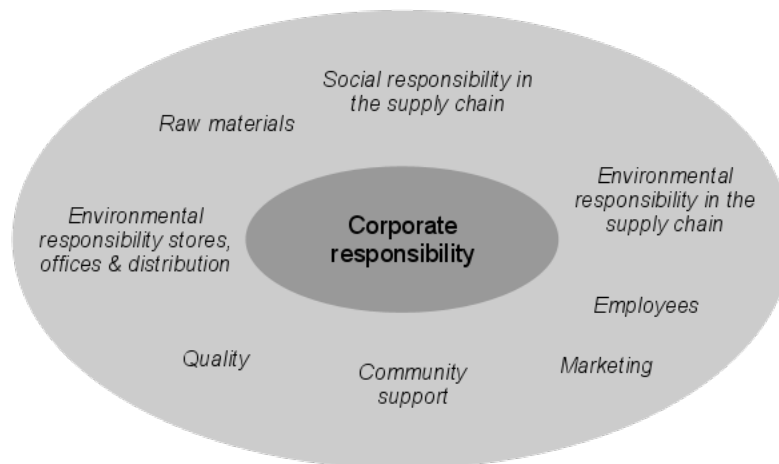 Social responsibility in
the supply chain
Raw materials
Environmental
responsibility in the
supply chain
Environmental
responsibility stores,
offices & distribution
Corporate
responsibility
Employees
Quality
Community
support
Marketing